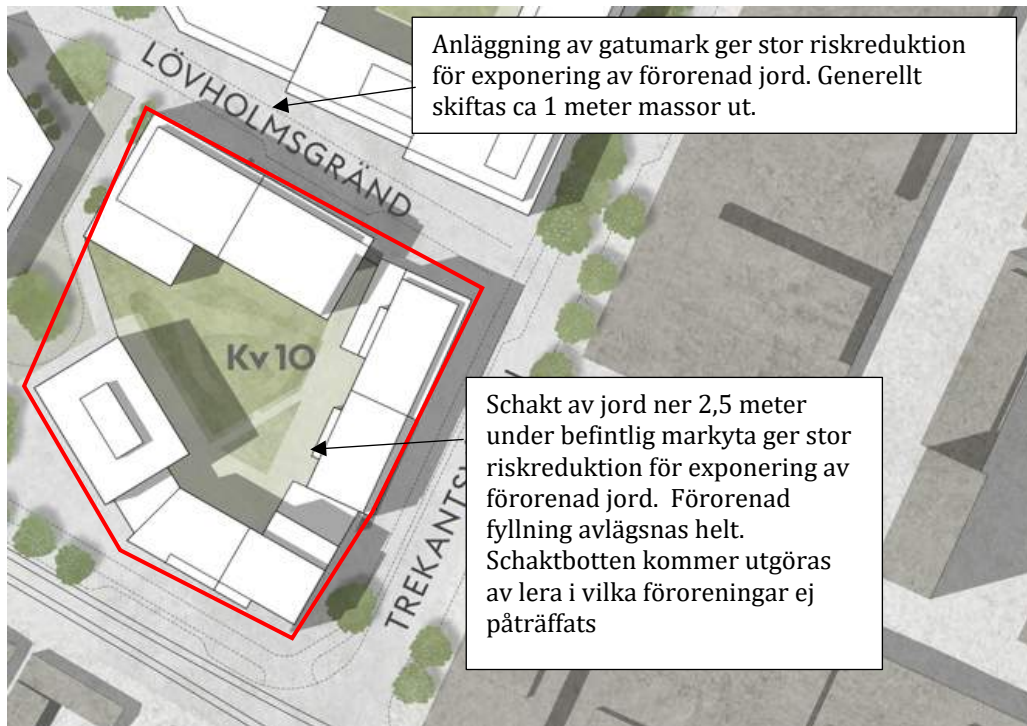 Anläggning av gatumark ger stor riskreduktion
för exponering av förorenad jord. Generellt
skiftas ca 1 meter massor ut.
LÖVHOLMSGRÄND
Kv 10
Schakt av jord ner 2,5 meter
under befintlig markyta ger stor
riskreduktion för exponering av
förorenad jord.  Förorenad
fyllning avlägsnas helt.
Schaktbotten kommer utgöras
av lera i vilka föroreningar ej
påträffats